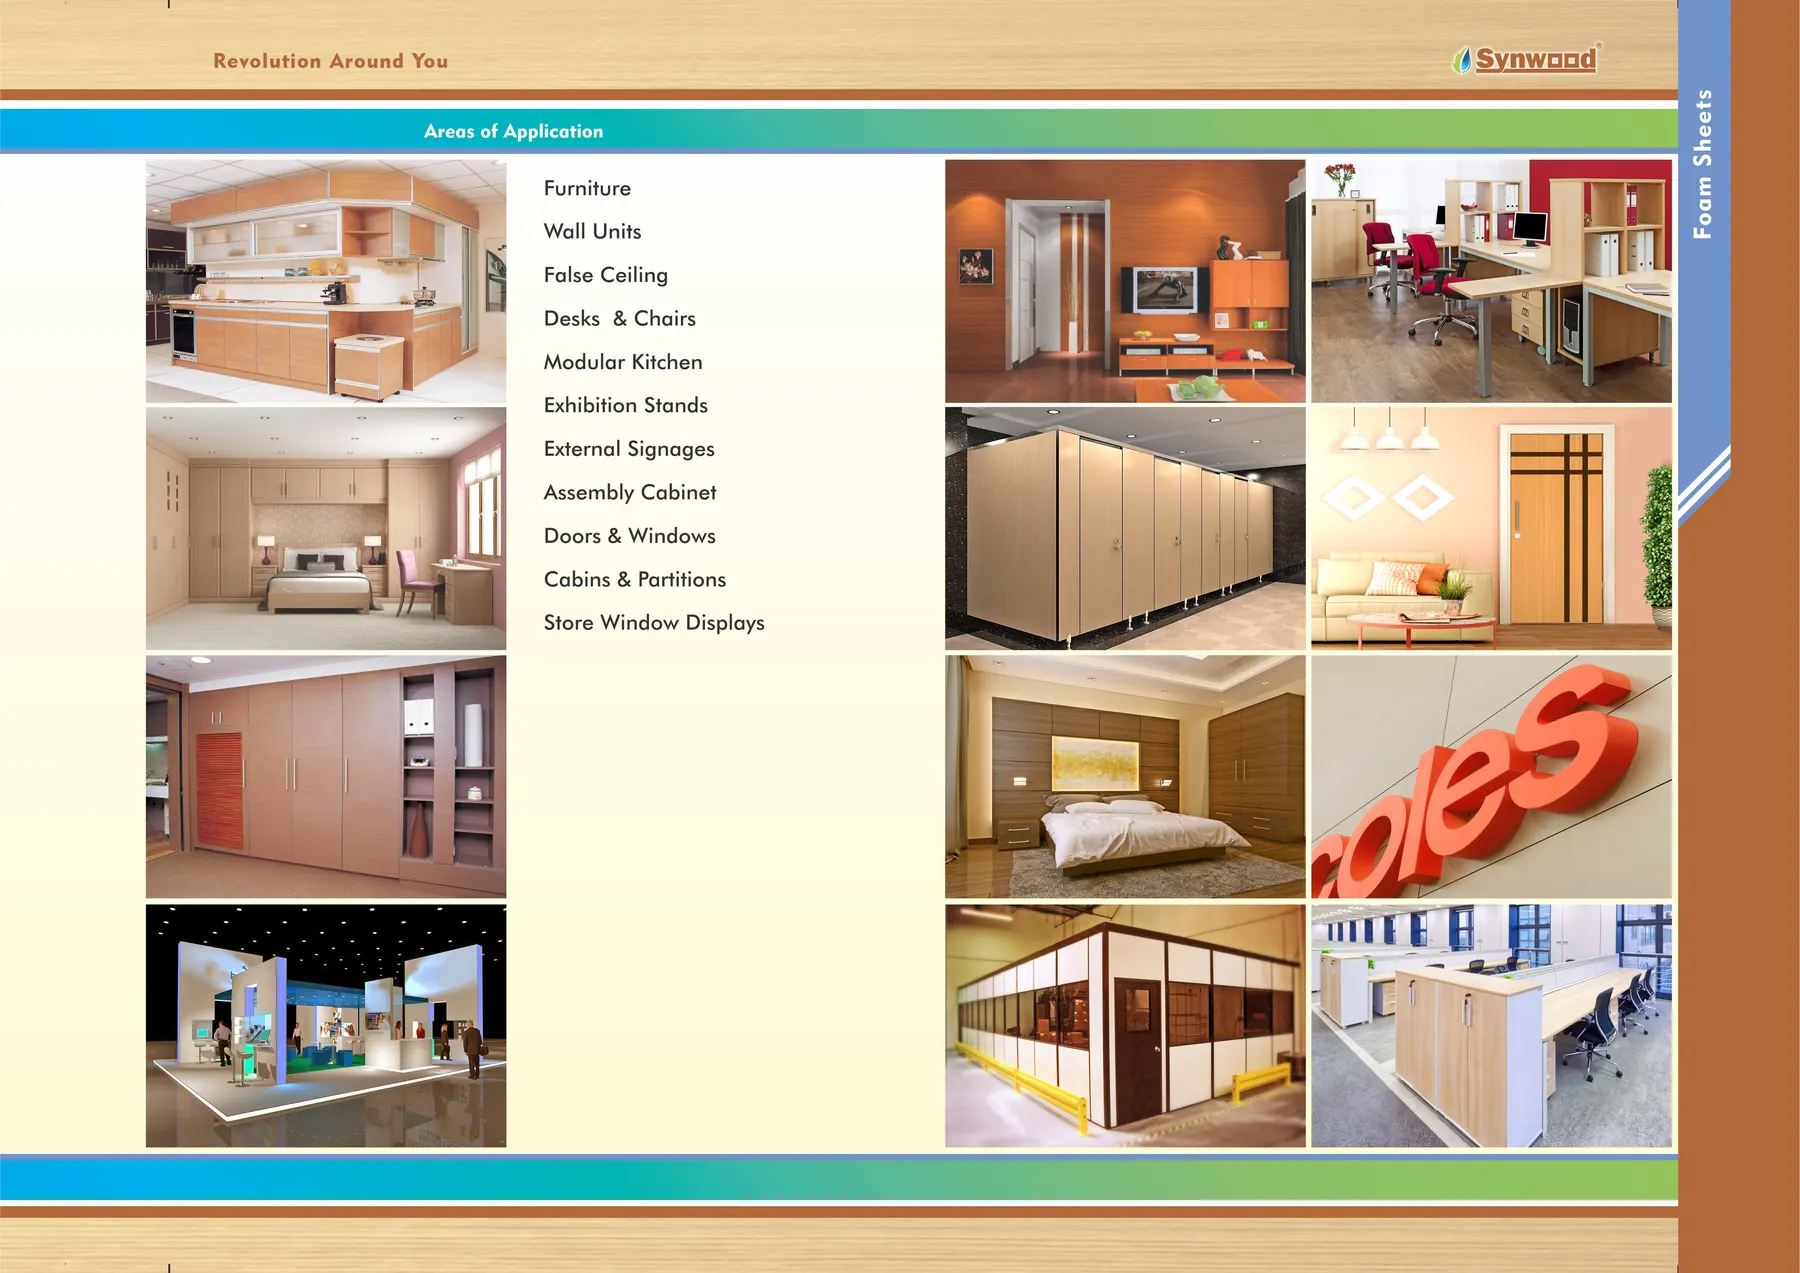 Revolution Around You
Synwood®
Areas of Application
Foam Sheets
Furniture
Wall Units
False Ceiling
Desks  & Chairs
Modular Kitchen
Exhibition Stands
External Signages
Assembly Cabinet
Doors & Windows
Cabins & Partitions
Store Window Displays
coles